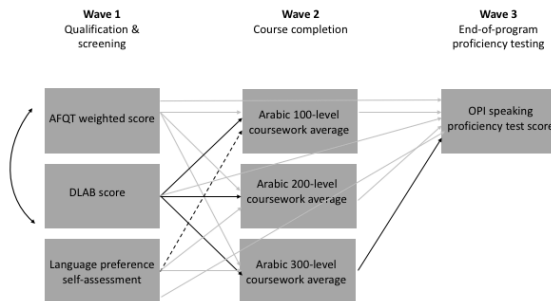 Wave 1
Qualification &
screening
Wave 2
Course completion
Wave 3
End-of-program
proficiency testing
AFQT weighted score
Arabic 100-level
coursework average
OPI speaking
proficiency test score
DLAB score
Arabic 200-level
coursework average
Language preference
self-assessment
Arabic 300-level
coursework average